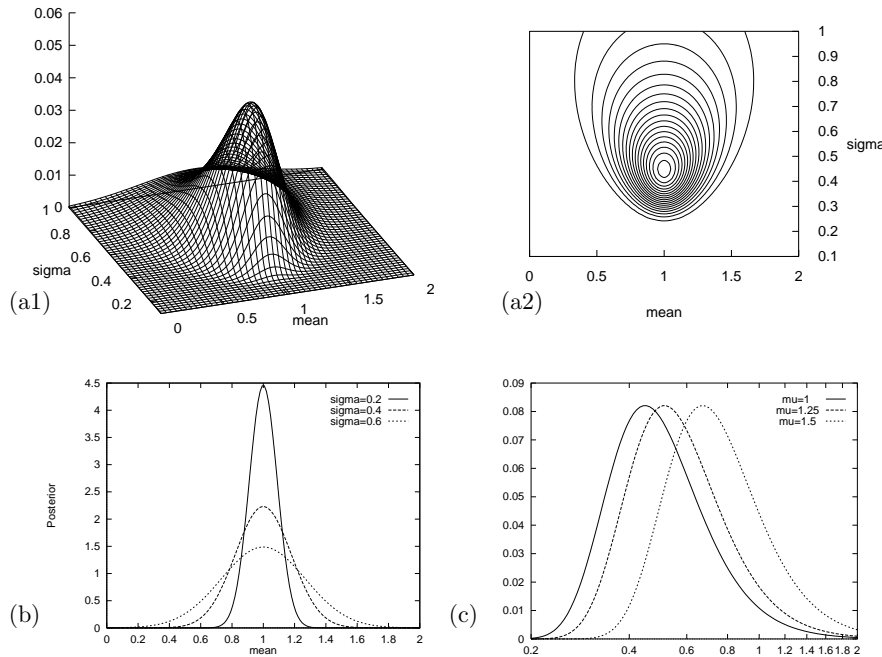 0.06
0.05
0.04
0.03
0.02
0.01
0
1
0.8
0.6
0.4
0.2
sigma
0
0.5
1
1.5
2
mean
(a1)
1
0.9
0.8
0.7
0.6
0.5
0.4
0.3
0.2
0.1
sigma
0
0.5
1
1.5
2
mean
(a2)
4.5
4
3.5
3
2.5
2
1.5
1
0.5
0
Posterior
sigma=0.2
sigma=0.4
sigma=0.6
0 0.2 0.4 0.6 0.8 1 1.2 1.4 1.6 1.8 2
mean
(b)
0.09
0.08
0.07
0.06
0.05
0.04
0.03
0.02
0.01
0
mu=1
mu=1.25
mu=1.5
0.2 0.4 0.6 0.8 1 1.2 1.4 1.6 1.8 2
(c)